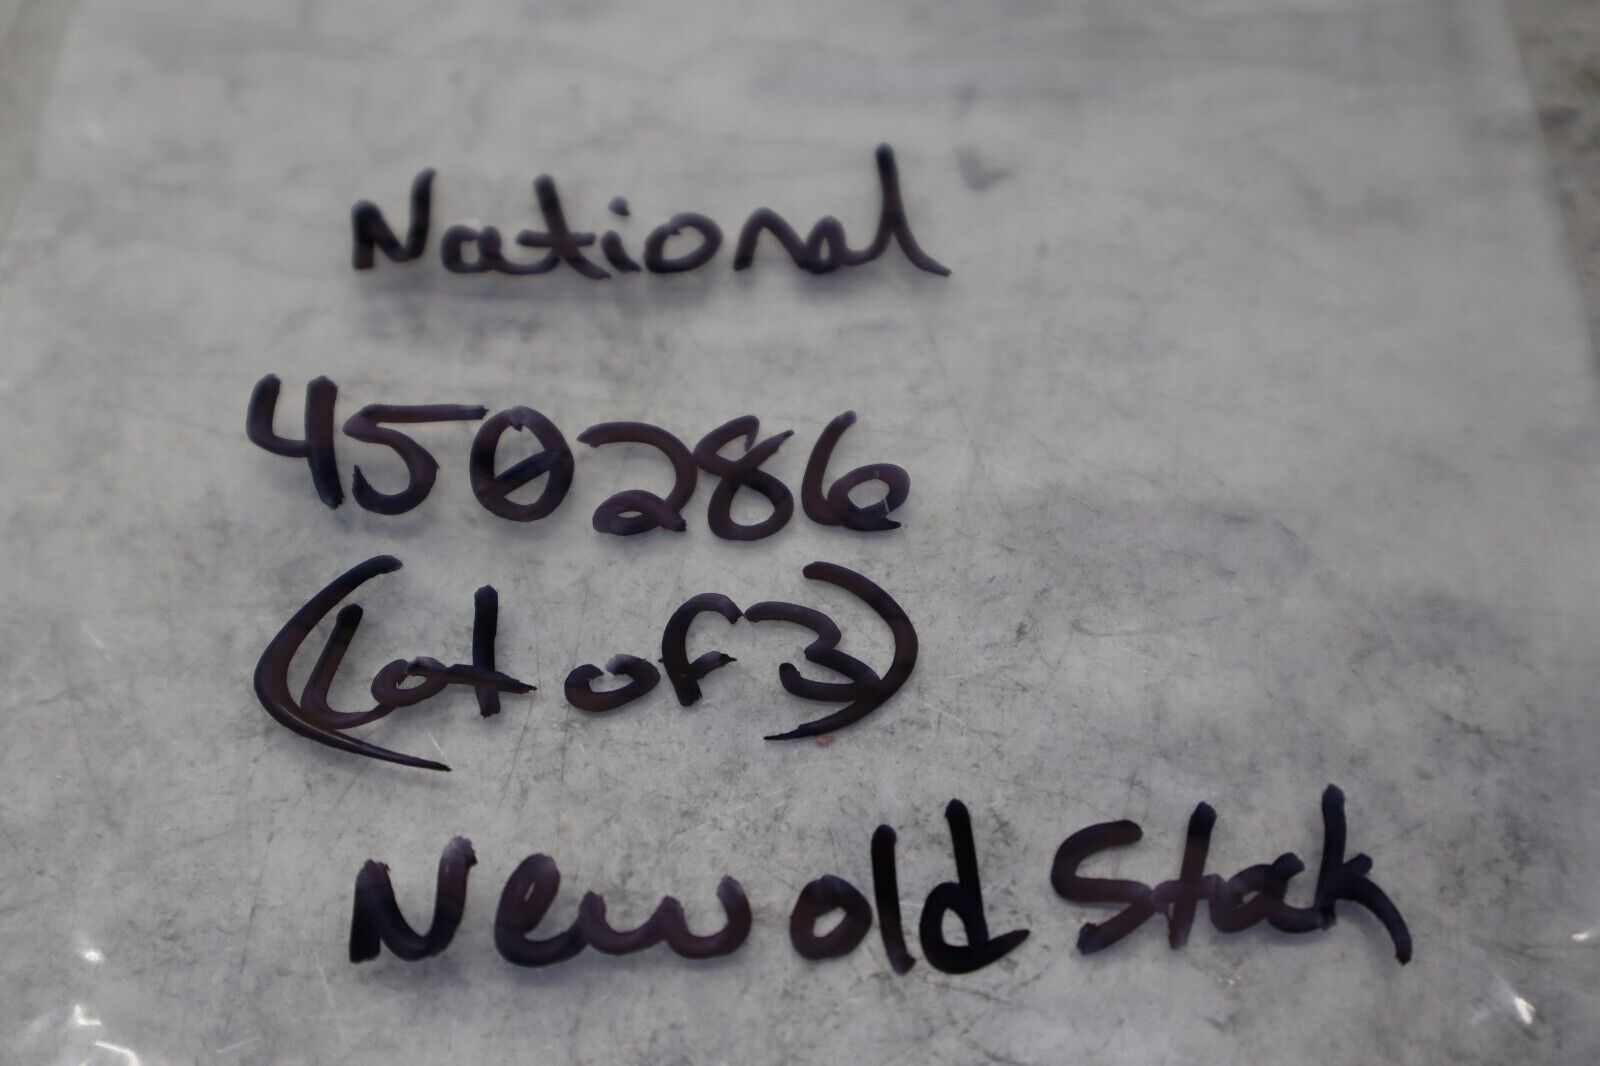 National
450286
(Lot of 3)
New old Stock